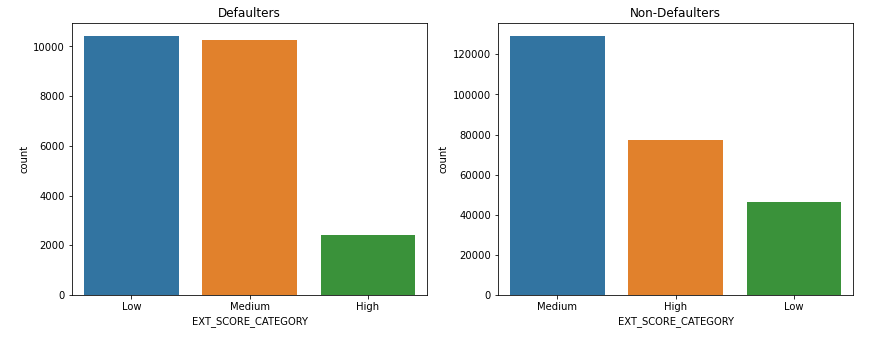 Defaulters
10000
8000
6000
4000
2000
0
count
Low Medium High
EXT_SCORE_CATEGORY
Non-Defaulters
120000
100000
80000
60000
40000
20000
0
count
Medium High Low
EXT_SCORE_CATEGORY